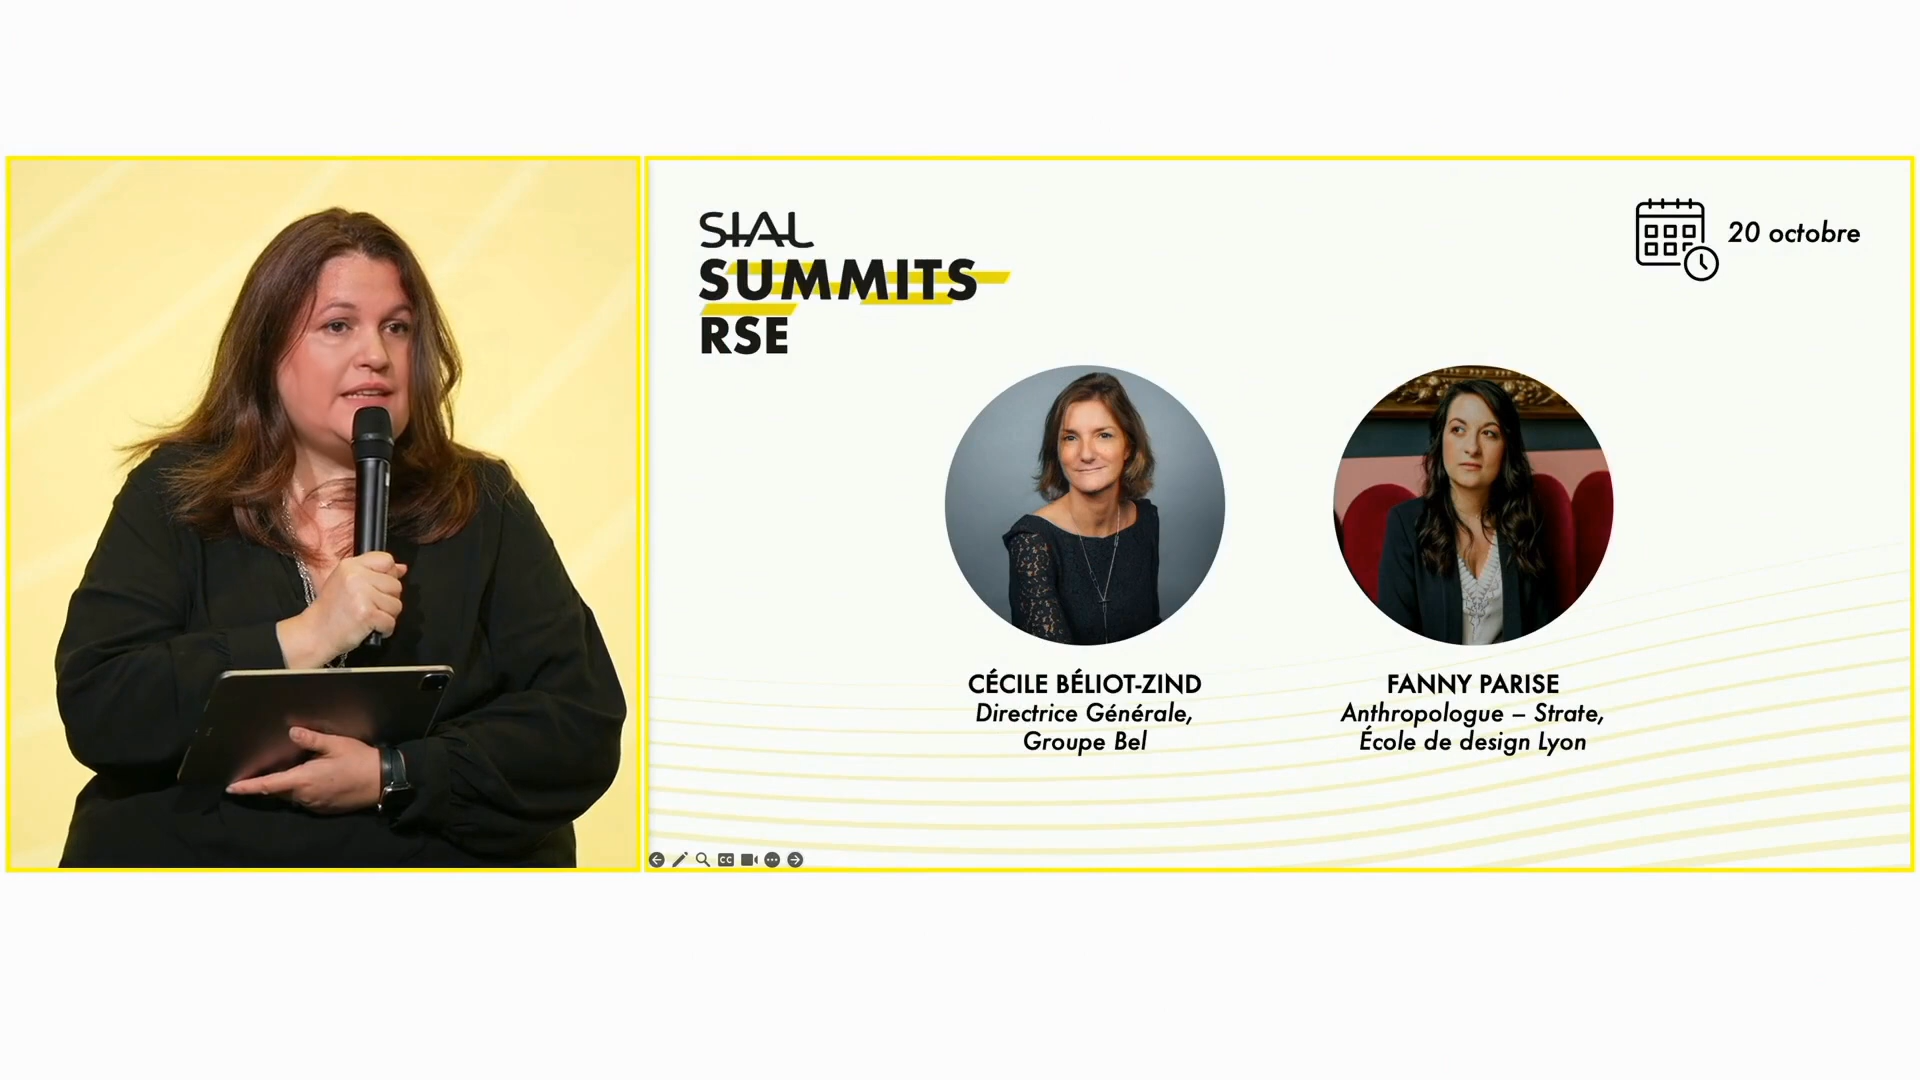 SIAL
SUMMITS
RSE
20 octobre
CÉCILE BÉLIOT-ZIND
Directrice Générale,
Groupe Bel
FANNY PARISE
Anthropologue – Strate,
École de design Lyon
CC